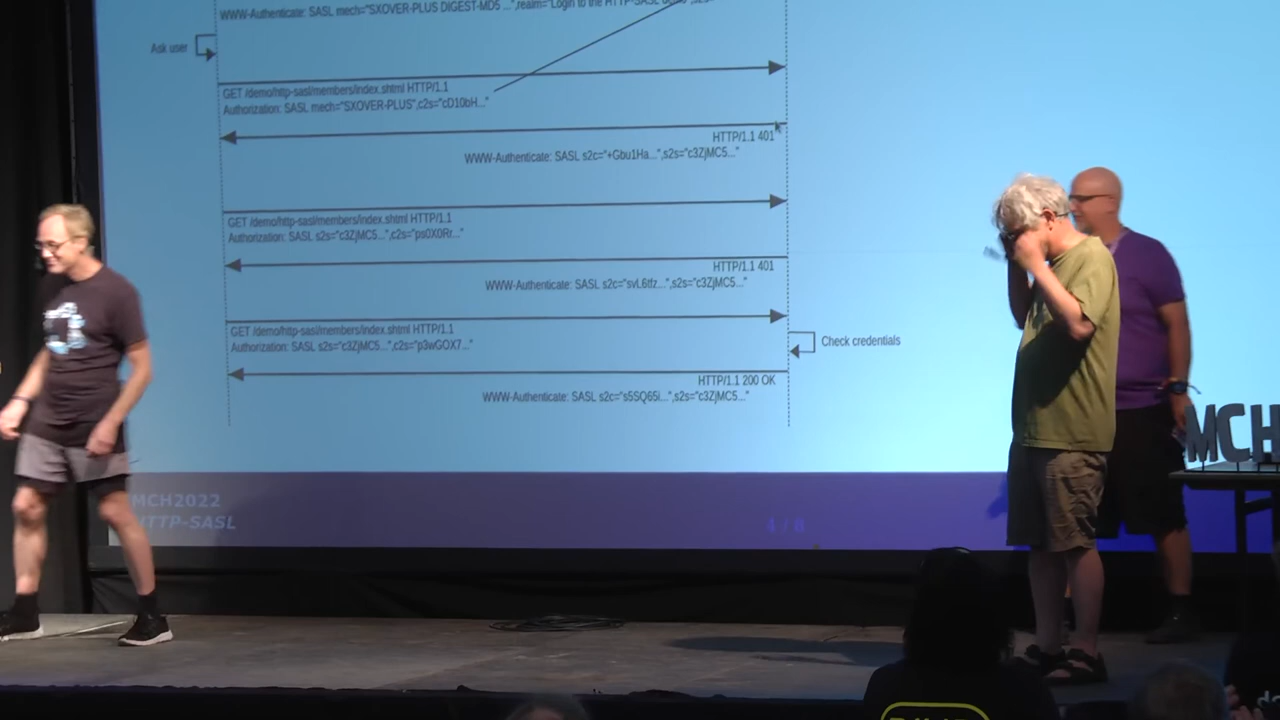 WWW-Authenticate: SASL mech="SXOVER-PLUS DIGEST-MD5 ...",realm="Login to the HTTP-SASL demo",s2s="
Ask user
GET /demo/http-sasl/members/index.shtml HTTP/1.1
Authorization: SASL mech="SXOVER-PLUS",c2s="cD10bH..."
HTTP/1.1 401
WWW-Authenticate: SASL s2c="+Gbu1Ha...",s2s="c3ZjMC5..."
GET /demo/http-sasl/members/index.shtml HTTP/1.1
Authorization: SASL s2s="c3ZjMC5...",c2s="ps0X0Rr..."
HTTP/1.1 401
WWW-Authenticate: SASL s2c="svL6tfz...",s2s="c3ZjMC5..."
GET /demo/http-sasl/members/index.shtml HTTP/1.1
Authorization: SASL s2s="c3ZjMC5...",c2s="p3wGOX7..."
Check credentials
HTTP/1.1 200 OK
WWW-Authenticate: SASL s2c="s5SQ65i...",s2s="c3ZjMC5..."
MCH
MCH2022
HTTP-SASL
4 / 8